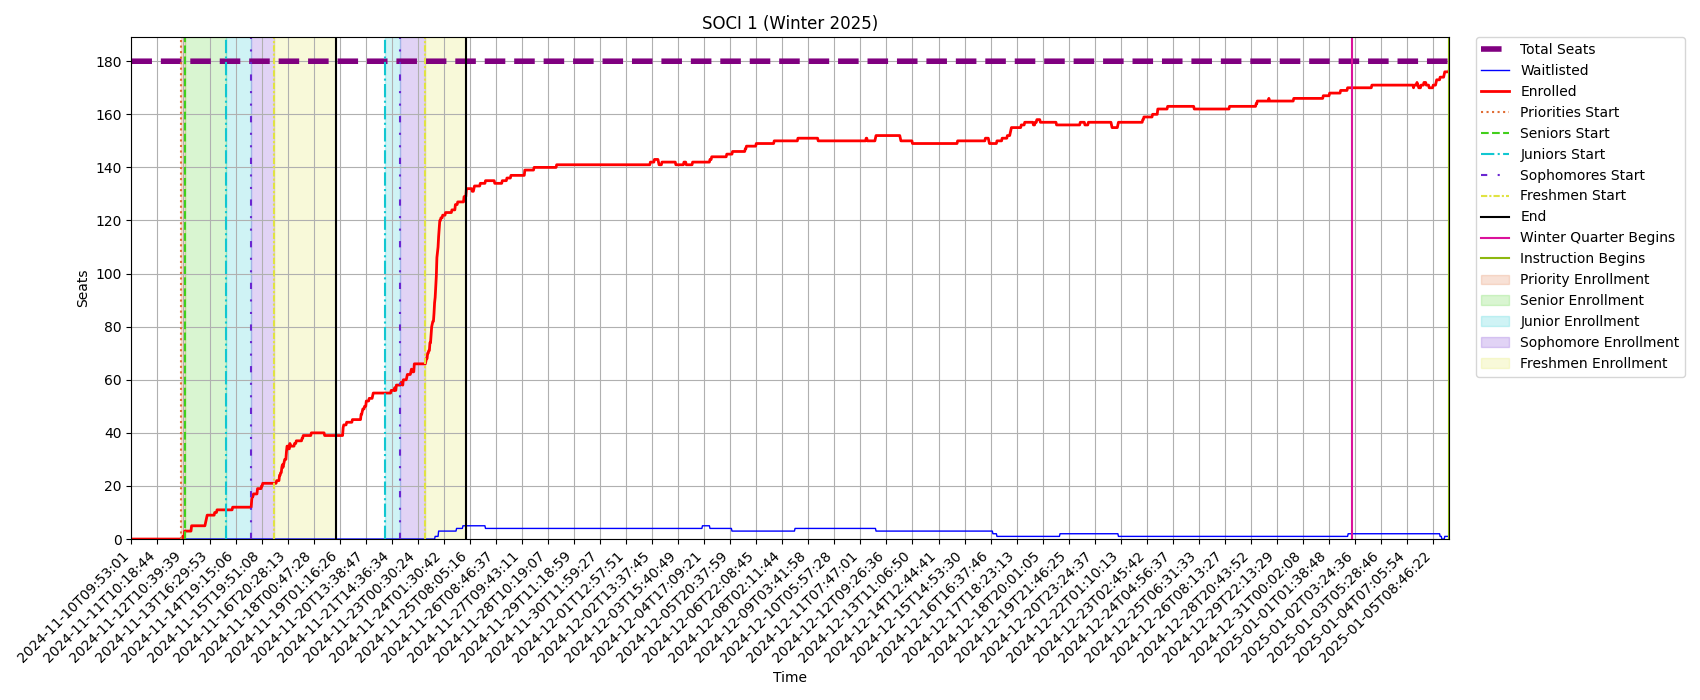 SOCI 1 (Winter 2025)
Seats
180
160
140
120
100
80
60
40
20
0
2024-11-10T09:53:01
2024-11-11T10:18:44
2024-11-12T10:39:39
2024-11-13T16:29:53
2024-11-14T19:15:06
2024-11-15T19:51:08
2024-11-16T20:28:13
2024-11-18T00:47:28
2024-11-19T01:16:26
2024-11-20T13:38:47
2024-11-21T14:36:34
2024-11-24T00:30:24
2024-11-24T01:30:42
2024-11-25T08:05:16
2024-11-26T08:46:37
2024-11-27T09:43:11
2024-11-28T10:19:07
2024-11-29T11:18:59
2024-11-30T11:59:27
2024-12-01T12:57:51
2024-12-02T13:37:45
2024-12-03T15:40:49
2024-12-04T17:09:21
2024-12-05T20:37:59
2024-12-06T22:08:45
2024-12-08T02:11:44
2024-12-09T03:41:58
2024-12-10T05:57:28
2024-12-11T07:47:01
2024-12-12T09:26:36
2024-12-13T11:06:50
2024-12-14T12:44:41
2024-12-15T14:53:30
2024-12-16T16:37:46
2024-12-17T18:23:13
2024-12-18T20:01:05
2024-12-19T21:46:25
2024-12-20T23:24:37
2024-12-22T01:10:13
2024-12-23T02:45:42
2024-12-24T04:56:37
2024-12-25T06:31:33
2024-12-26T08:13:27
2024-12-28T20:43:52
2024-12-29T22:13:29
2024-12-31T00:02:08
2025-01-01T01:38:48
2025-01-02T03:24:36
2025-01-03T05:28:46
2025-01-04T07:05:54
2025-01-05T08:46:22
Time
Total Seats
Waitlisted
Enrolled
Priorities Start
Seniors Start
Juniors Start
Sophomores Start
Freshmen Start
End
Winter Quarter Begins
Instruction Begins
Priority Enrollment
Senior Enrollment
Junior Enrollment
Sophomore Enrollment
Freshmen Enrollment